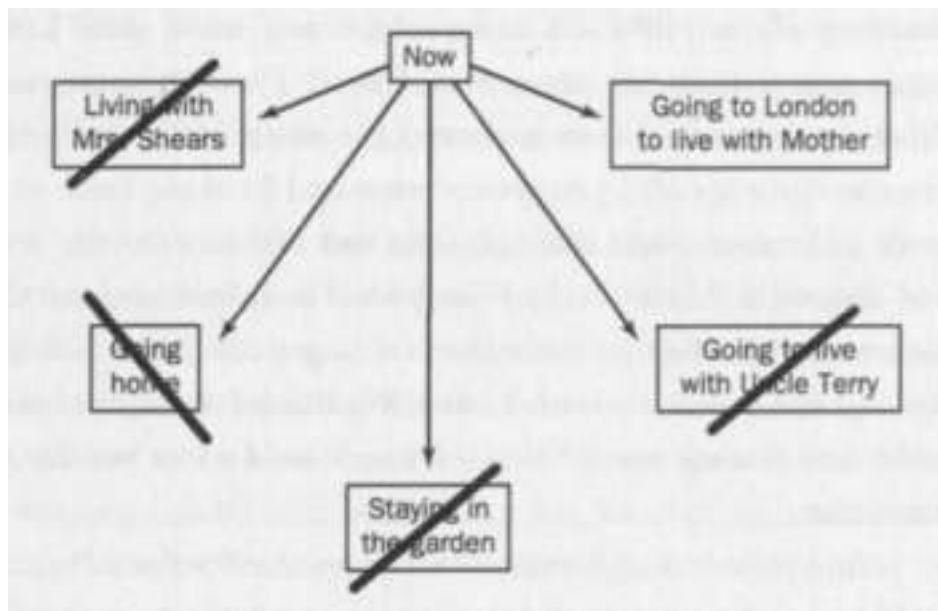 Now
Living with
Mrs. Shears
Going to London
to live with Mother
Going
home
Going to live
with Uncle Terry
Staying in
the garden